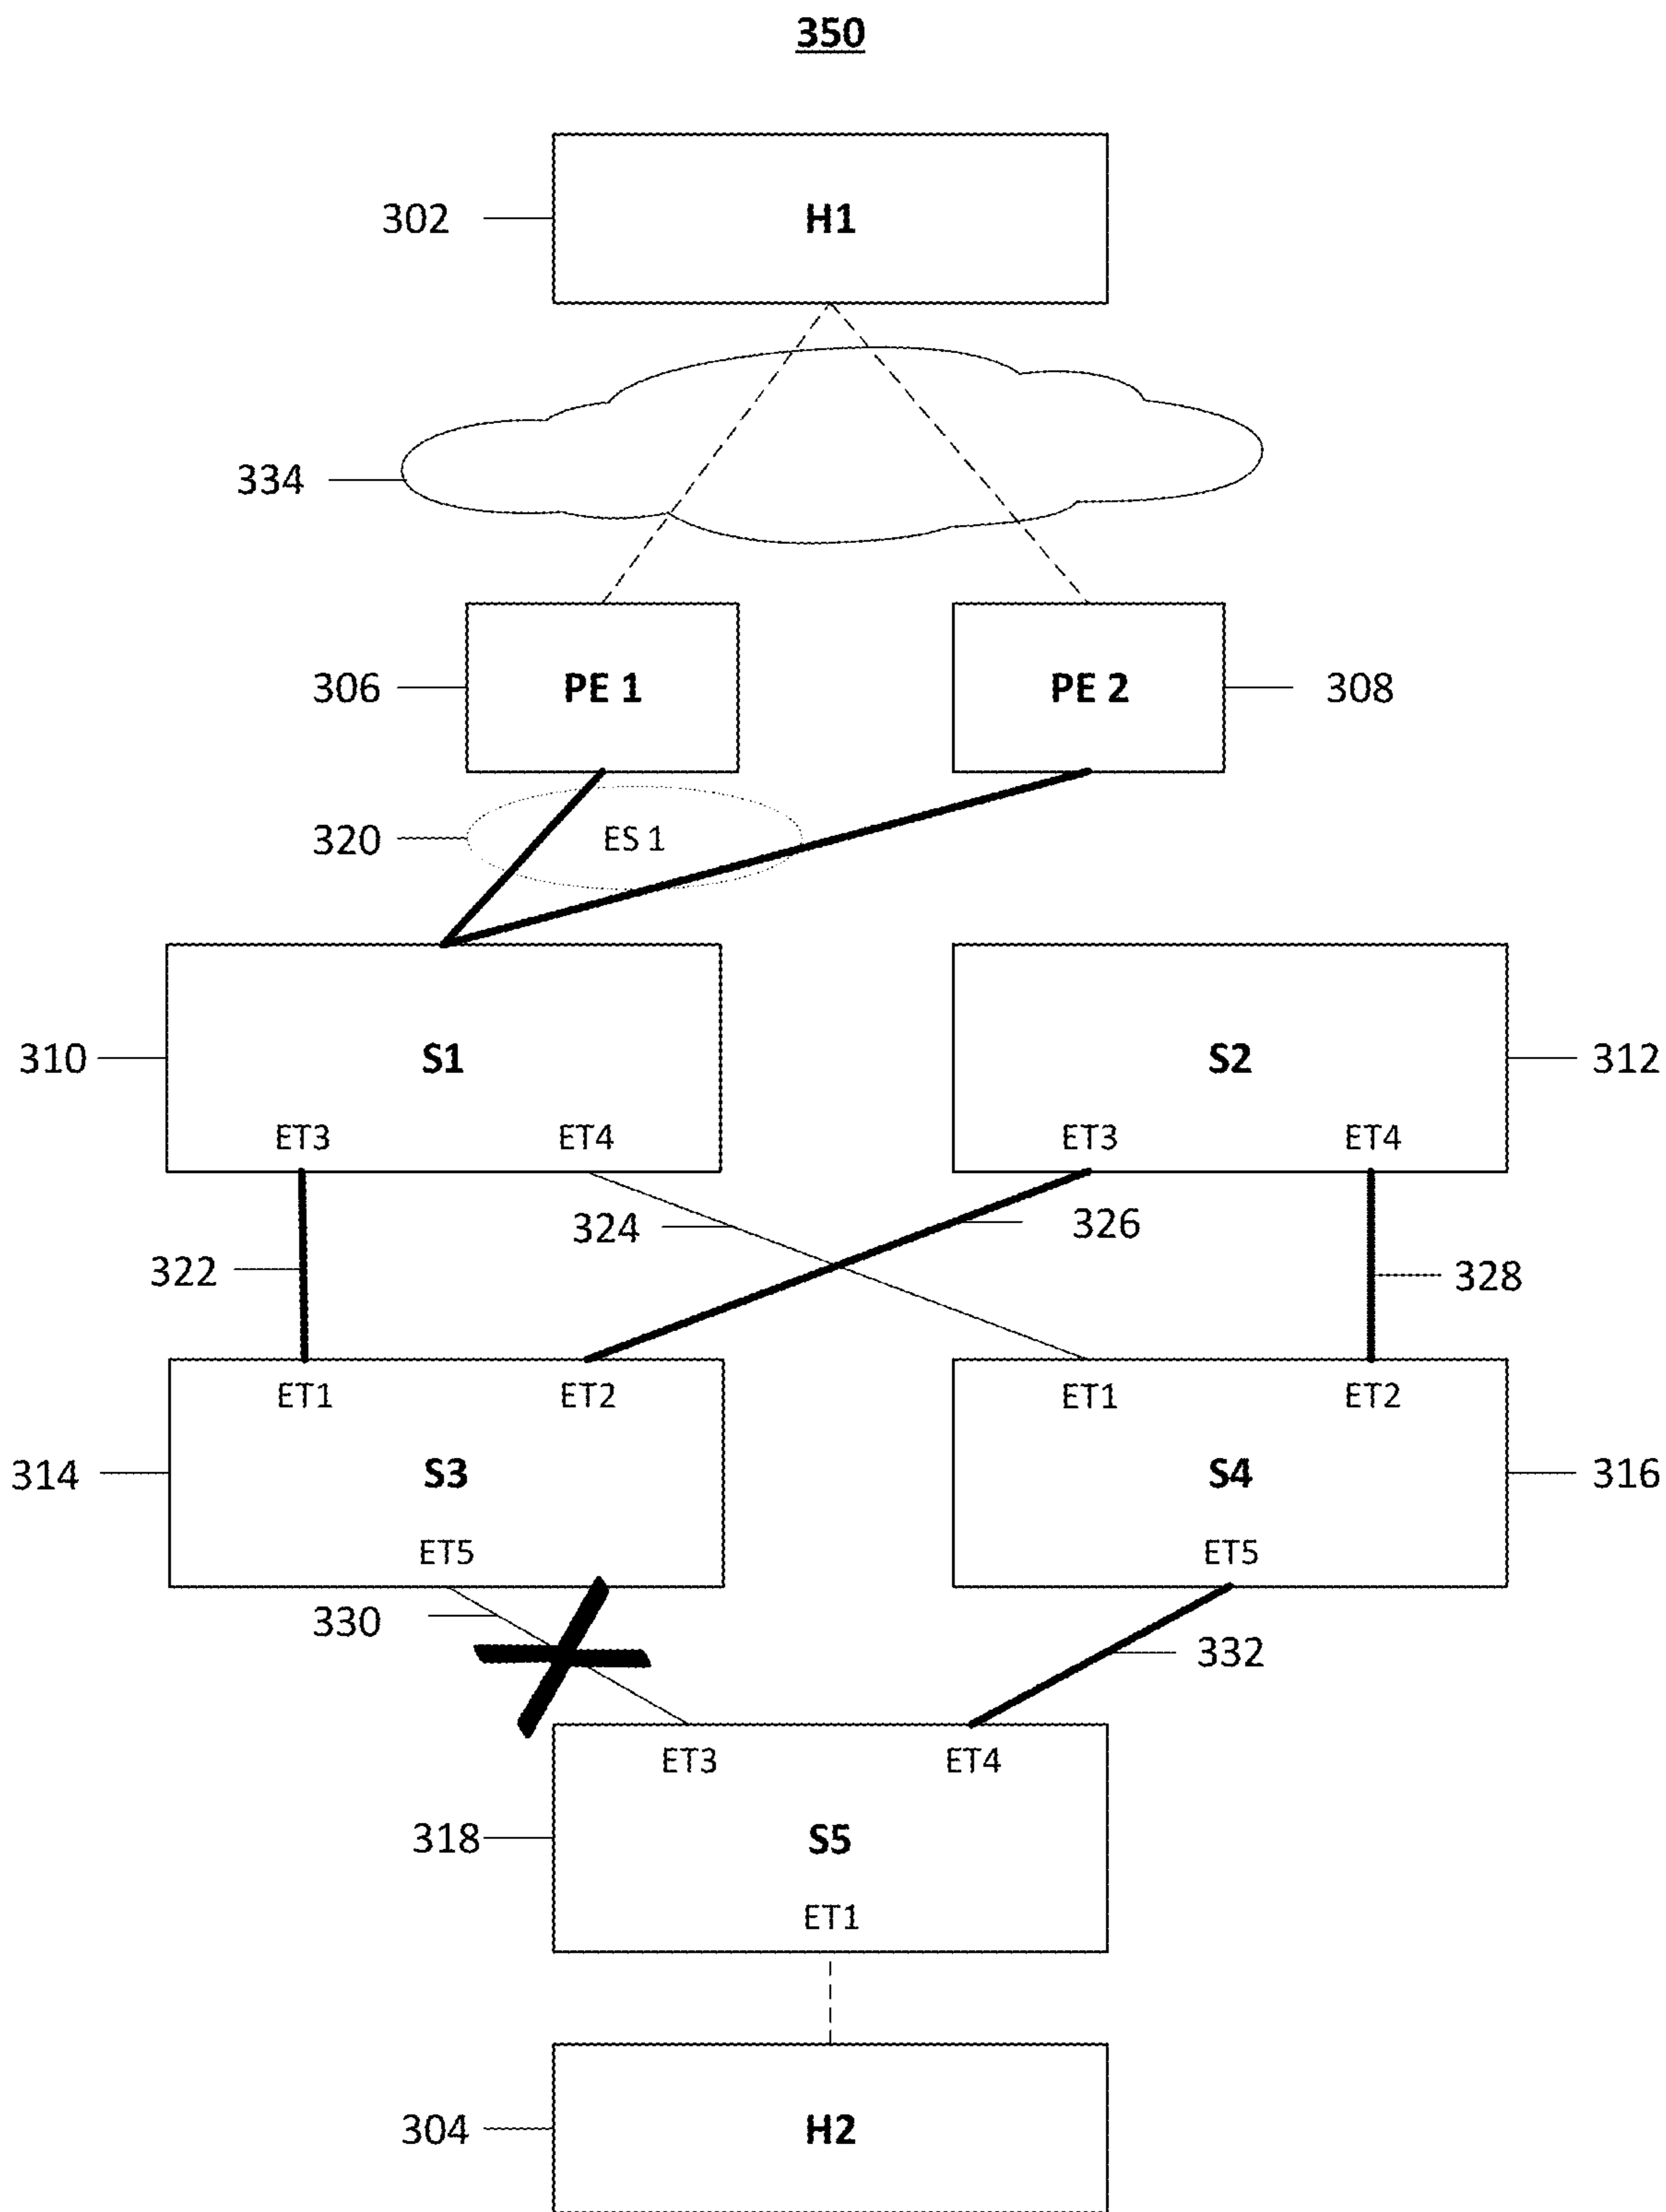 350
302 H1
334
306 PE 1 PE 2 308
320 ES 1
310 S1 S2 312
ET3 ET4 ET3 ET4
324 326
322 328
ET1 ET2 ET1 ET2
314 S3 S4 316
ET5 ET5
330 332
ET3 ET4
318 S5
ET1
304 H2